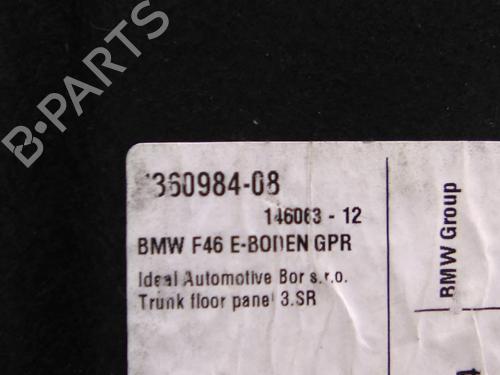 B-PARTS
360984-08
146063 - 12
BMW F46 E-BODEN GPR
Ideal Automotive Bor s.r.o.
Trunk floor panel 3.SR
BMW Group